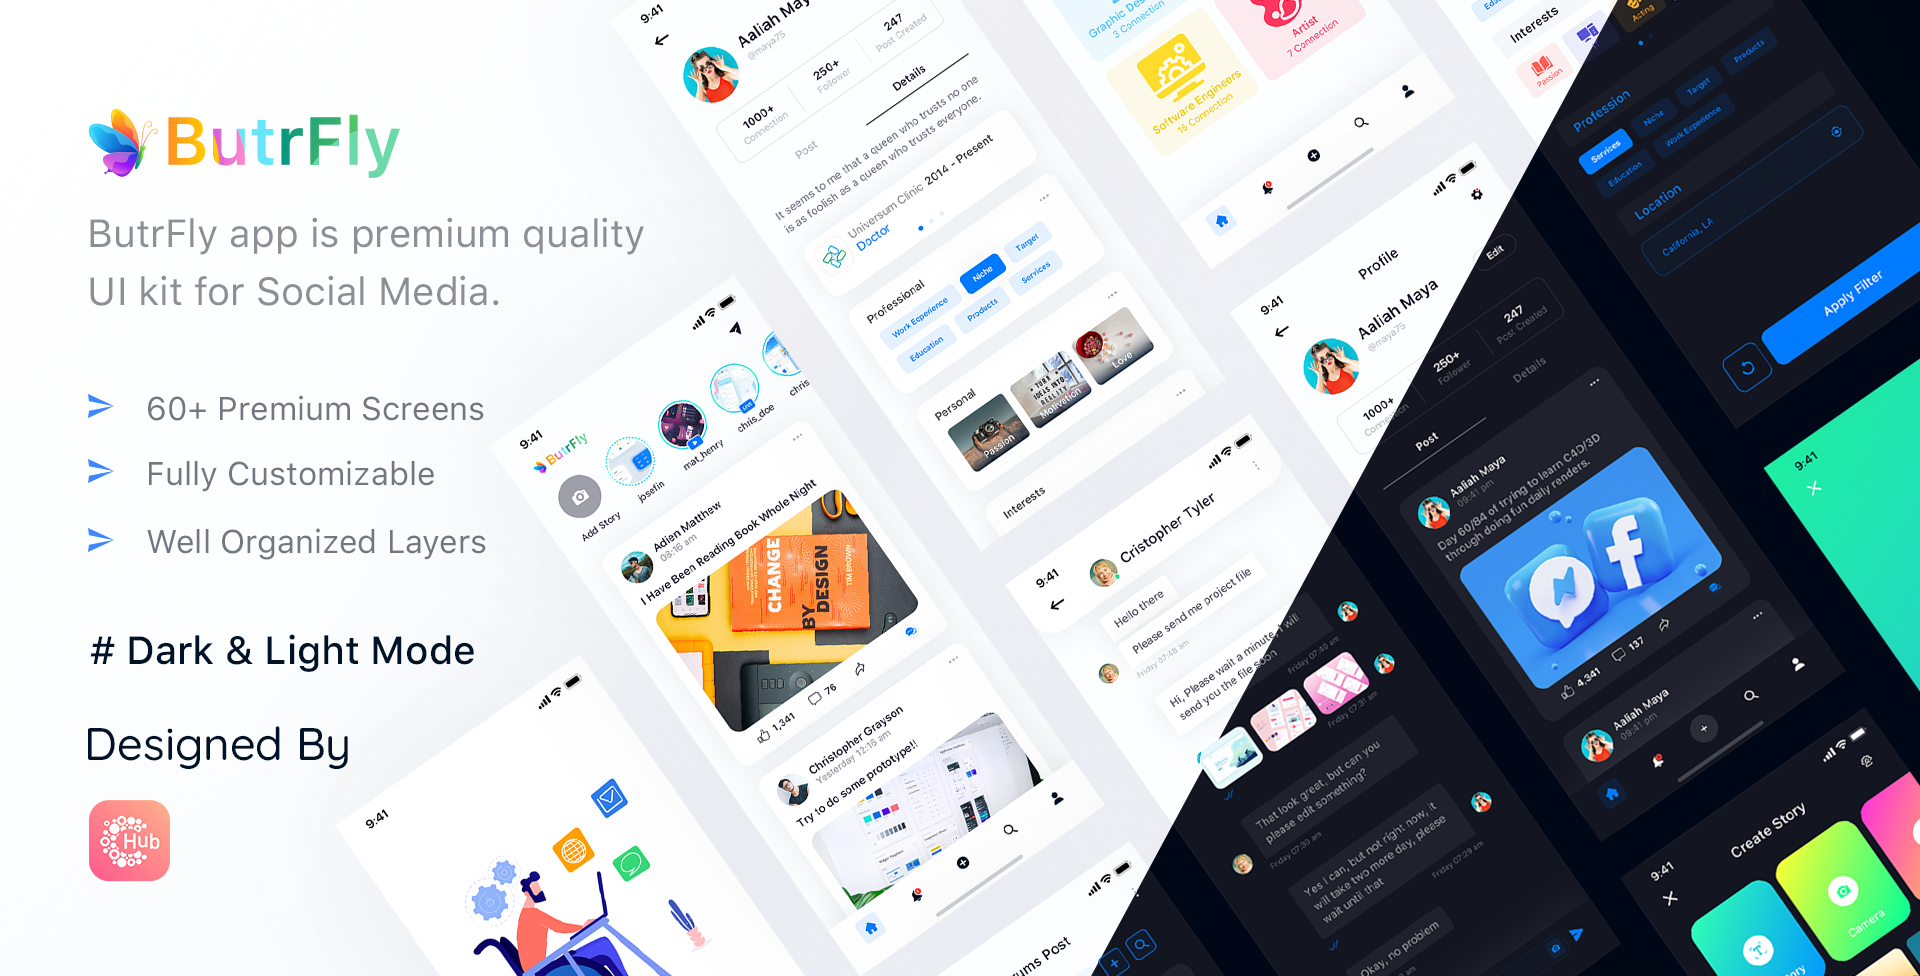 ButrFly
ButrFly app is premium quality
UI kit for Social Media.
60+ Premium Screens
Fully Customizable
Well Organized Layers
# Dark & Light Mode
Designed By
Hub
9:41
Aaliah Maya
@maya75
1000+
Connection
250+
Follower
247
Post Created
Post
Details
It seems to me that a queen who trusts no one
is as foolish as a queen who trusts everyone.
Universum Clinic 2014 - Present
Doctor
Professional
Work Experience
Niche
Target
Education
Products
Services
Personal
Passion
TURN
IDEAS INTO
REALITY
Motivation
Love
Interests
Graphic Des
3 Connection
Artist
7 Connection
Software Engineers
15 Connection
Interests
Passion
Acting
Profession
Services
Niche
Target
Products
Education
Work Experience
Location
California, LA
Apply Filter
9:41
ButrFly
Add Story
josefin
mat_henry
LIVE
chris_doe
chris
Adien Matthew
08:16 am
I Have Been Reading Book Whole Night
CHANGE
BY
DESIGN
TIM BROWN
1,341
76
Christopher Grayson
Yesterday 12:16 am
Try to do some prototype!!
9:41
Cristopher Tyler
Hello there
Please send me project file
Friday 07:48 am
Hi, Please wait a minute, I will
send you the file soon
Friday 07:40 am
Friday 07:31 am
That look great, but can you
please edit something?
Friday 07:30 am
Yes I can, but not right now, it
will take two more day, please
wait until that
Friday 07:29 am
Okay, no problem
9:41
Profile
Edit
Aaliah Maya
@maya75
1000+
Connection
250+
Follower
247
Post Created
Post
Details
Aaliah Maya
09:41 pm
Day 60/84 of trying to learn C4D/3D
through doing fun daily renders.
4,341
137
Aaliah Maya
09:41 pm
9:41
9:41
Create Story
Camera
ory
9:41
rums Post